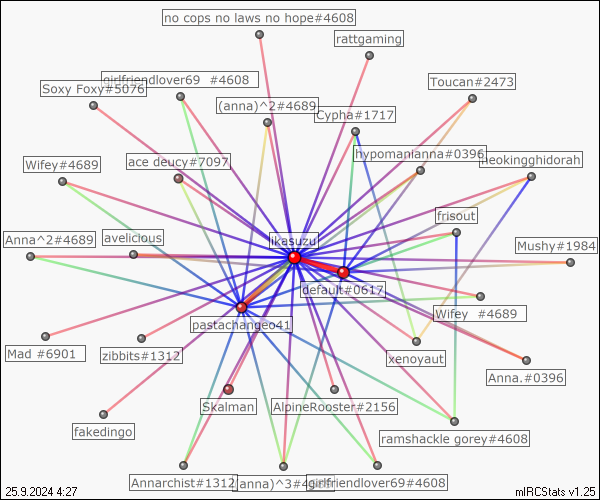 no cops no laws no hope#4608
rattgaming
girlfriendlover69 #4608
Toucan#2473
Soxy Foxy#5076
(anna)^2#4689
Cypha#1717
hypomanianna#0396
meokingghidorah
Wifey#4689
ace deucy#7097
frisout
Anna^2#4689
avelicious
ikasuzu
Mushy#1984
default#0617
pastachangeo41
Wifey #4689
Mad #6901
zibbits#1312
xenoyaut
Anna.#0396
Skalman
AlpineRooster#2156
fakedingo
ramshackle gorey#4608
Annarchist#1312
(anna)^3#4689
girlfriendlover69#4608
25.9.2024 4:27
mIRCStats v1.25